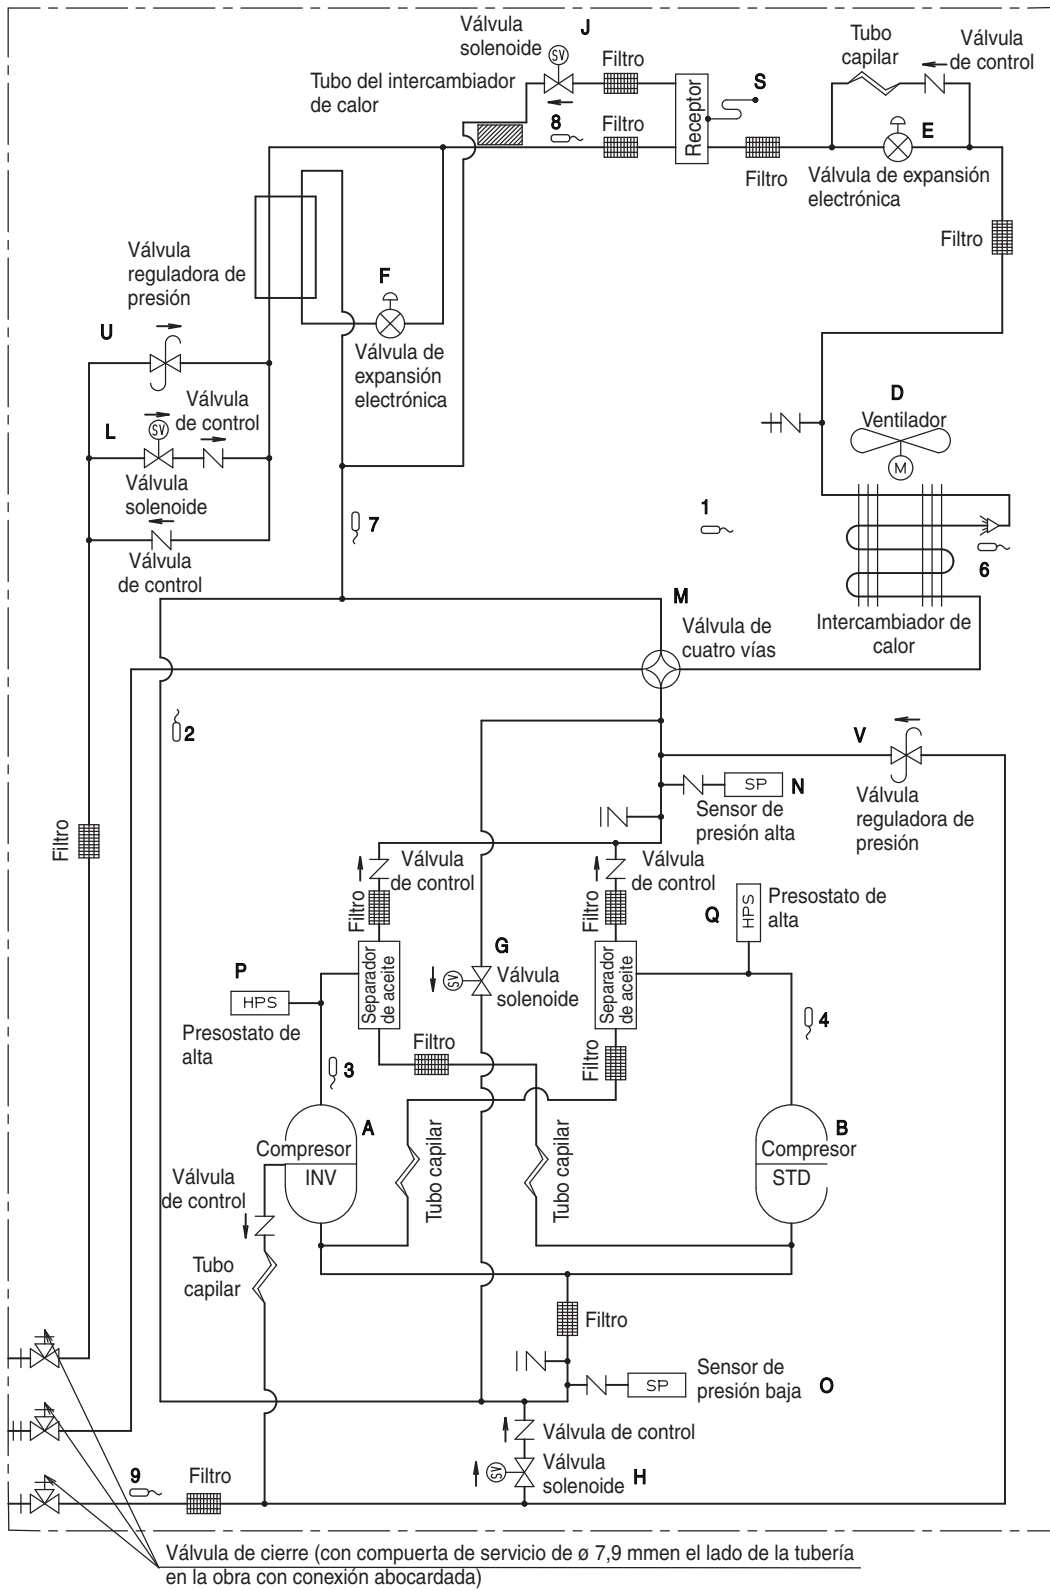 Válvula
solenoide
J
SV
Filtro
Tubo
capilar
Válvula
de control
Tubo del intercambiador
de calor
S
8
Filtro
Receptor
E
Filtro
Válvula de expansión
electrónica
Filtro
Válvula
reguladora de
presión
F
U
Válvula de
expansión
electrónica
Válvula
de control
L
SV
D
Ventilador
M
Válvula
solenoide
7
1
Válvula
de control
6
M
Válvula de
cuatro vías
Intercambiador de
calor
2
V
SP
N
Sensor de
presión alta
Válvula
reguladora de
presión
Filtro
Válvula
de control
Válvula
de control
Filtro
Filtro
HPS
Presostato de
alta
Q
G
P
Separador
de aceite
SV
Válvula
solenoide
Separador
de aceite
HPS
Presostato de
alta
4
Filtro
Filtro
3
A
B
Compresor
INV
Tubo capilar
Tubo capilar
Compresor
STD
Válvula
de control
Tubo
capilar
Filtro
Sensor de
presión baja
O
SP
Válvula de control
Válvula
solenoide
H
SV
9
Filtro
Válvula de cierre (con compuerta de servicio de ø 7,9 mmen el lado de la tubería
en la obra con conexión abocardada)